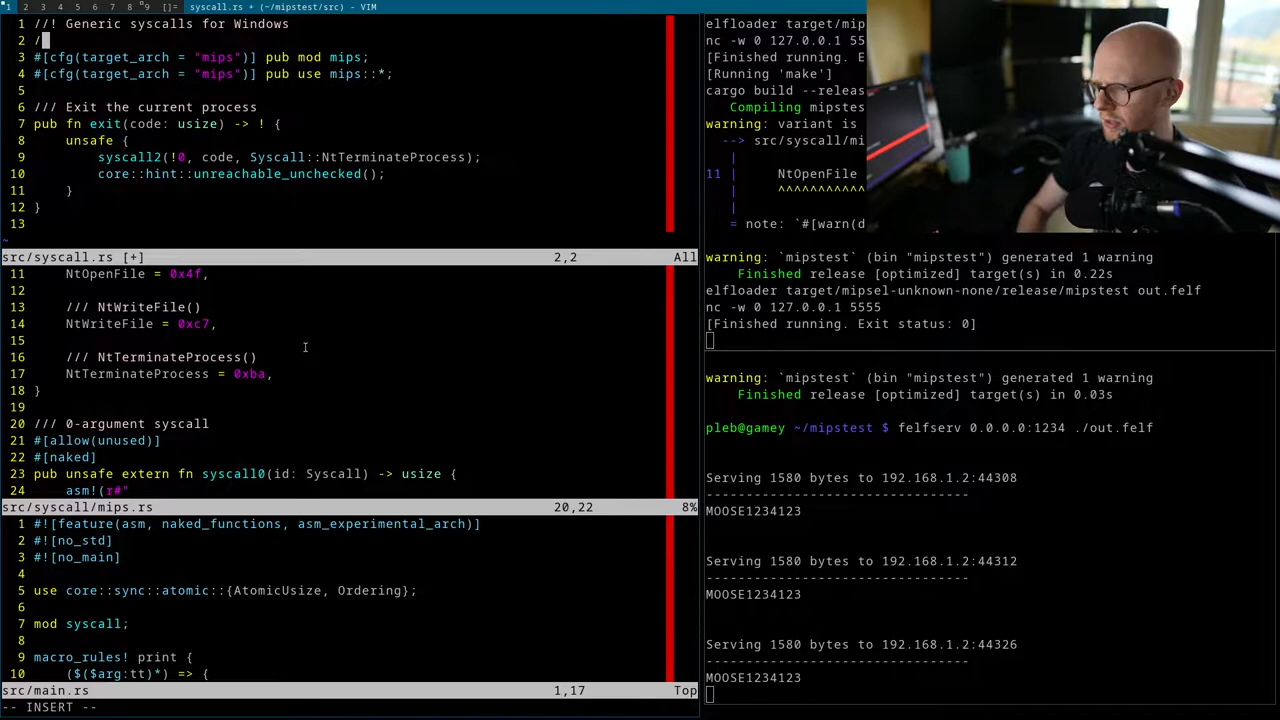 1 2 3 4 5 6 7 8 9 []= syscall.rs + (~/mipstest/src) - VIM
1 //! Generic syscalls for Windows
2 /
3 #[cfg(target_arch = "mips")] pub mod mips;
4 #[cfg(target_arch = "mips")] pub use mips::*;
5
6 /// Exit the current process
7 pub fn exit(code: usize) -> ! {
8 unsafe {
9 syscall2(!0, code, Syscall::NtTerminateProcess);
10 core::hint::unreachable_unchecked();
11 }
12 }
13
~
src/syscall.rs [+] 2,2 All
11 NtOpenFile = 0x4f,
12
13 /// NtWriteFile()
14 NtWriteFile = 0xc7,
15
16 /// NtTerminateProcess()
17 NtTerminateProcess = 0xba,
18 }
19
20 /// 0-argument syscall
21 #[allow(unused)]
22 #[naked]
23 pub unsafe extern fn syscall0(id: Syscall) -> usize {
24 asm!(r#"
src/syscall/mips.rs 20,22 8%
1 #![feature(asm, naked_functions, asm_experimental_arch)]
2 #![no_std]
3 #![no_main]
4
5 use core::sync::atomic::{AtomicUsize, Ordering};
6
7 mod syscall;
8
9 macro_rules! print {
10 ($($arg:tt)*) => {
src/main.rs 1,17 Top
-- INSERT --
elfloader target/mip
nc -w 0 127.0.0.1 555
[Finished running. E
[Running 'make']
cargo build --releas
Compiling mipstes
warning: variant is
--> src/syscall/mi
|
11 | NtOpenFile
| ^^^^^^^^^^^
|
= note: `#[warn(d
warning: `mipstest` (bin "mipstest") generated 1 warning
Finished release [optimized] target(s) in 0.22s
elfloader target/mipsel-unknown-none/release/mipstest out.felf
nc -w 0 127.0.0.1 5555
[Finished running. Exit status: 0]
warning: `mipstest` (bin "mipstest") generated 1 warning
Finished release [optimized] target(s) in 0.03s
pleb@gamey ~/mipstest $ felfserv 0.0.0.0:1234 ./out.felf
Serving 1580 bytes to 192.168.1.2:44308
---------------------------------
MOOSE1234123
Serving 1580 bytes to 192.168.1.2:44312
---------------------------------
MOOSE1234123
Serving 1580 bytes to 192.168.1.2:44326
---------------------------------
MOOSE1234123